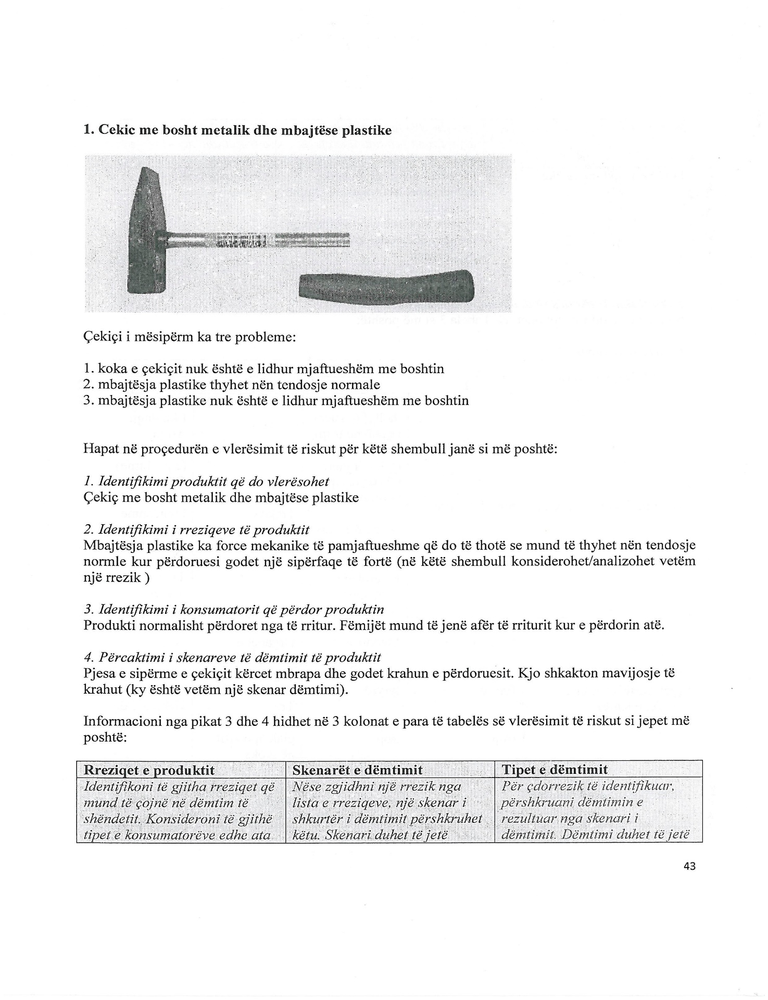 1. Cekic me bosht metalik dhe mbajtëse plastike
Çekiçi i mësipërm ka tre probleme:
1. koka e çekiçit nuk është e lidhur mjaftueshëm me boshtin
2. mbajtësja plastike thyhet nën tendosje normale
3. mbajtësja plastike nuk është e lidhur mjaftueshëm me boshtin
Hapat në proçedurën e vlerësimit të riskut për këtë shembull janë si më poshtë:
1. Identifikimi produktit që do vlerësohet
Çekiç me bosht metalik dhe mbajtëse plastike
2. Identifikimi i rreziqeve të produktit
Mbajtësja plastike ka force mekanike të pamjaftueshme që do të thotë se mund të thyhet nën tendosje
normle kur përdoruesi godet një sipërfaqe të fortë (në këtë shembull konsiderohet/analizohet vetëm
një rrezik )
3. Identifikimi i konsumatorit që përdor produktin
Produkti normalisht përdoret nga të rritur. Fëmijët mund të jenë afër të rriturit kur e përdorin atë.
4. Përcaktimi i skenareve të dëmtimit të produktit
Pjesa e sipërme e çekiçit kërcet mbrapa dhe godet krahun e përdoruesit. Kjo shkakton mavijosje të
krahut (ky është vetëm një skenar dëmtimi).
Informacioni nga pikat 3 dhe 4 hidhet në 3 kolonat e para të tabelës së vlerësimit të riskut si jepet më
poshtë:
Rreziqet e produktit
Identifikoni të gjitha rreziqet që
mund të çojnë në dëmtim të
shëndetit. Konsideroni të gjithë
tipet e konsumatorëve edhe ata
Skenarët e dëmtimit
Nëse zgjidhni një rrezik nga
lista e rreziqeve, një skenar i
shkurtër i dëmtimit përshkruhet
këtu. Skenari duhet të jetë
Tipet e dëmtimit
Për çdorrezik të identifikuar,
përshkruani dëmtimin e
rezultuar nga skenari i
dëmtimit. Dëmtimi duhet të jetë
43